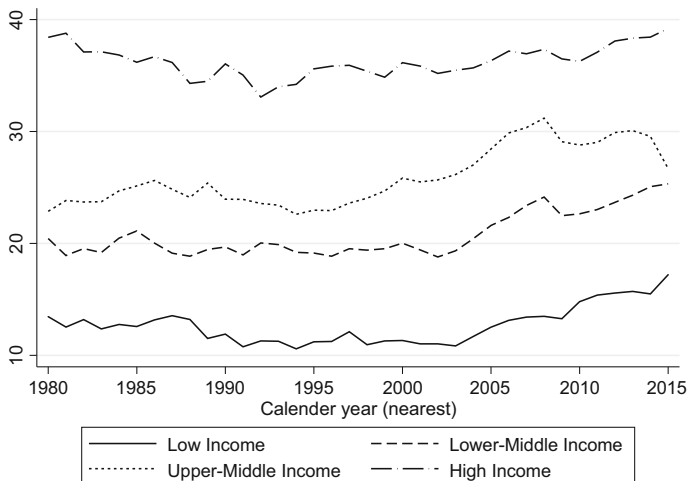 40
30
20
10
1980 1985 1990 1995 2000 2005 2010 2015
Calender year (nearest)
Low Income Lower-Middle Income
Upper-Middle Income High Income